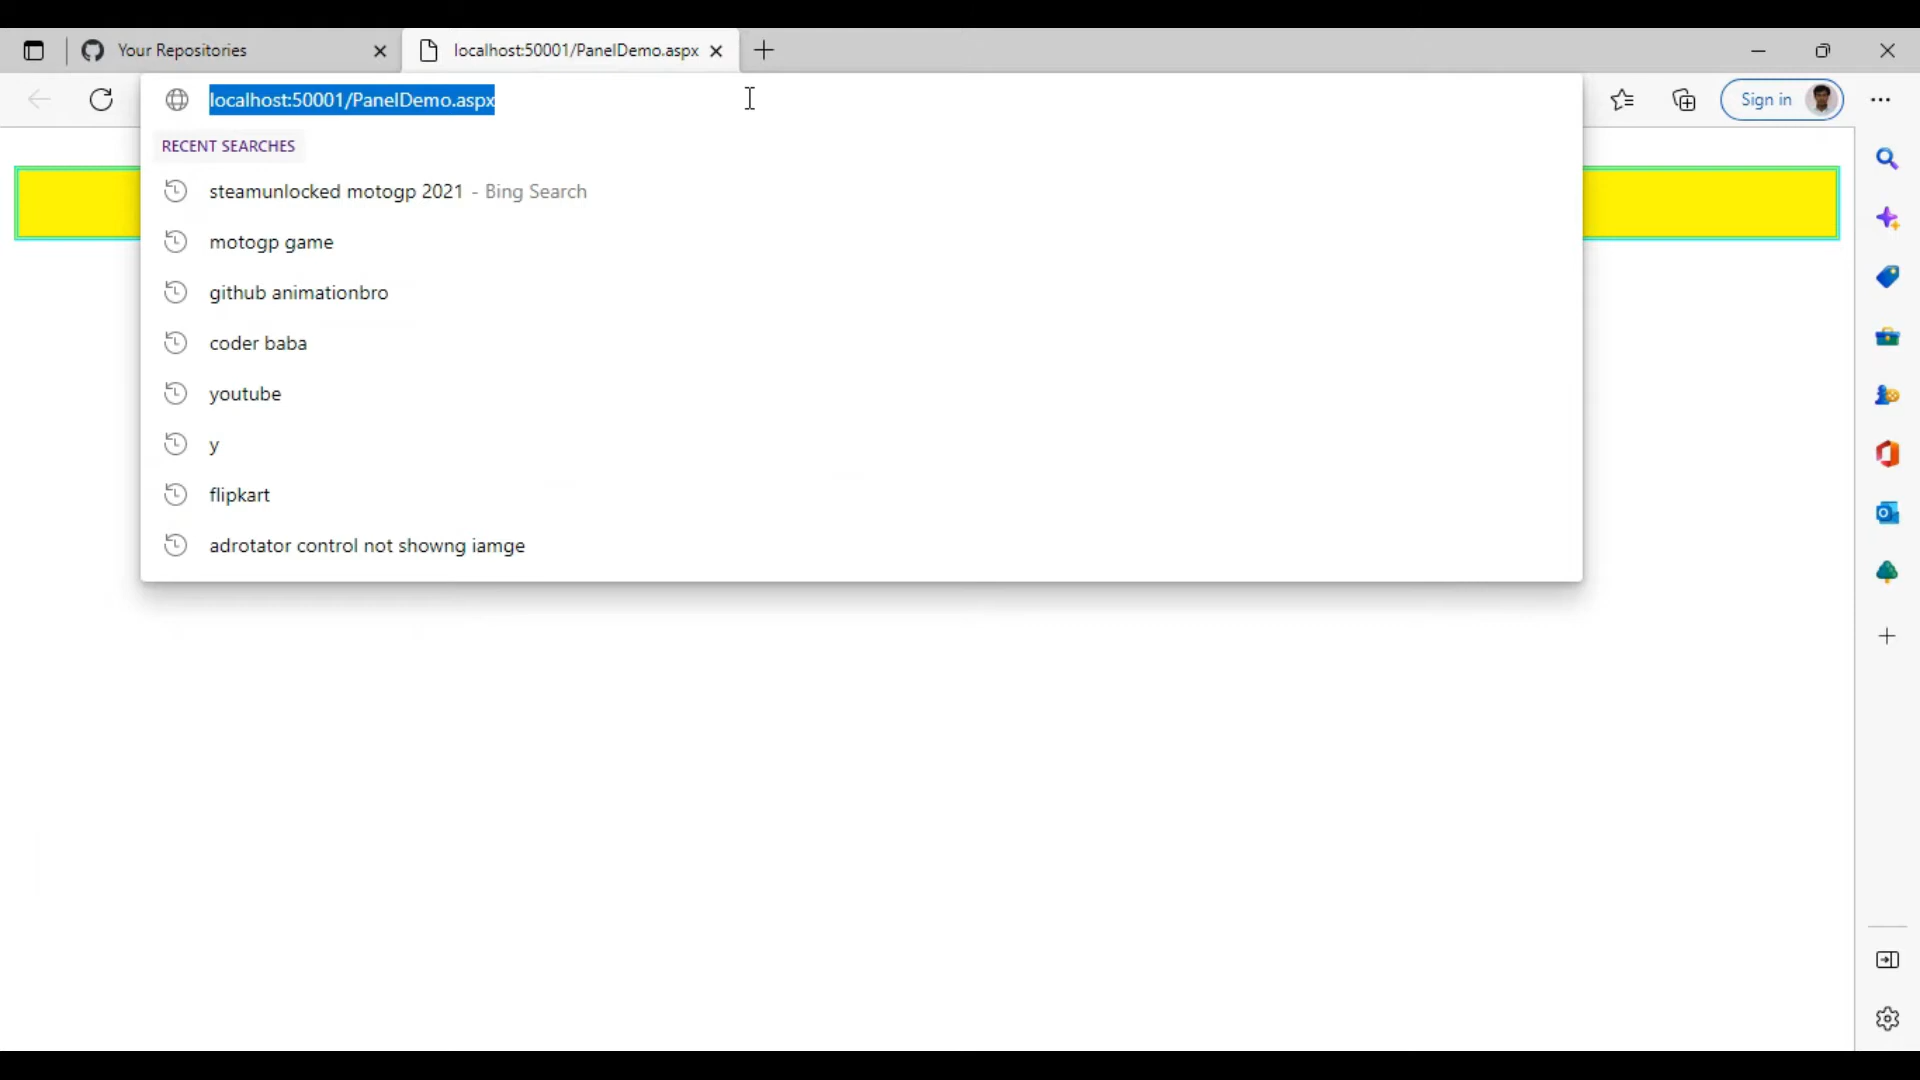 Your Repositories
localhost:50001/PanelDemo.aspx
localhost:50001/PanelDemo.aspx
Sign in
RECENT SEARCHES
steamunlocked motogp 2021 - Bing Search
motogp game
github animationbro
coder baba
youtube
y
flipkart
adrotator control not showng iamge